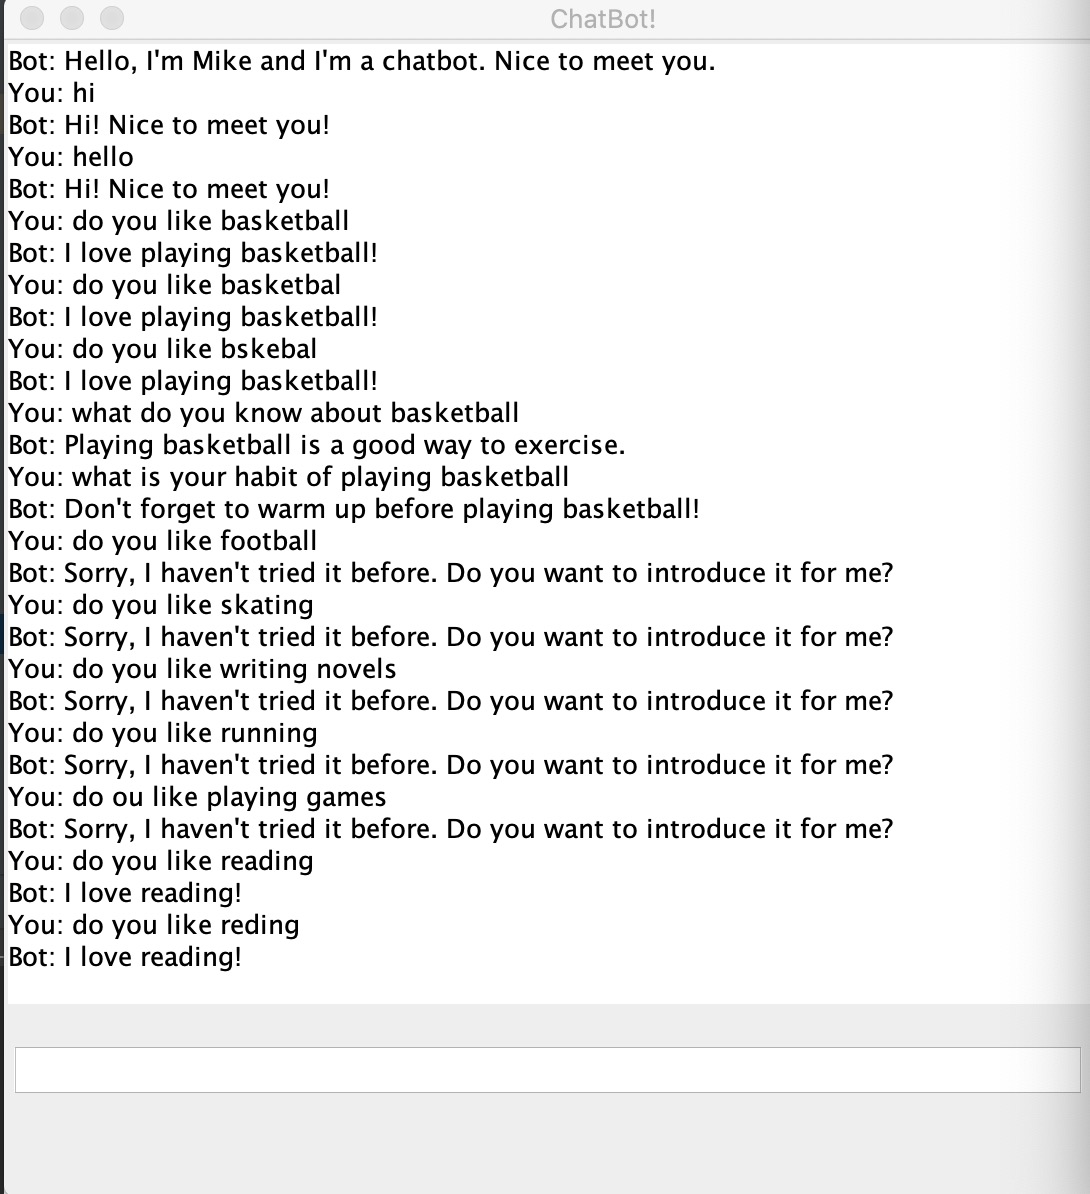 ChatBot!
Bot: Hello, I'm Mike and I'm a chatbot. Nice to meet you.
You: hi
Bot: Hi! Nice to meet you!
You: hello
Bot: Hi! Nice to meet you!
You: do you like basketball
Bot: I love playing basketball!
You: do you like basketbal
Bot: I love playing basketball!
You: do you like bskebal
Bot: I love playing basketball!
You: what do you know about basketball
Bot: Playing basketball is a good way to exercise.
You: what is your habit of playing basketball
Bot: Don't forget to warm up before playing basketball!
You: do you like football
Bot: Sorry, I haven't tried it before. Do you want to introduce it for me?
You: do you like skating
Bot: Sorry, I haven't tried it before. Do you want to introduce it for me?
You: do you like writing novels
Bot: Sorry, I haven't tried it before. Do you want to introduce it for me?
You: do you like running
Bot: Sorry, I haven't tried it before. Do you want to introduce it for me?
You: do ou like playing games
Bot: Sorry, I haven't tried it before. Do you want to introduce it for me?
You: do you like reading
Bot: I love reading!
You: do you like reding
Bot: I love reading!